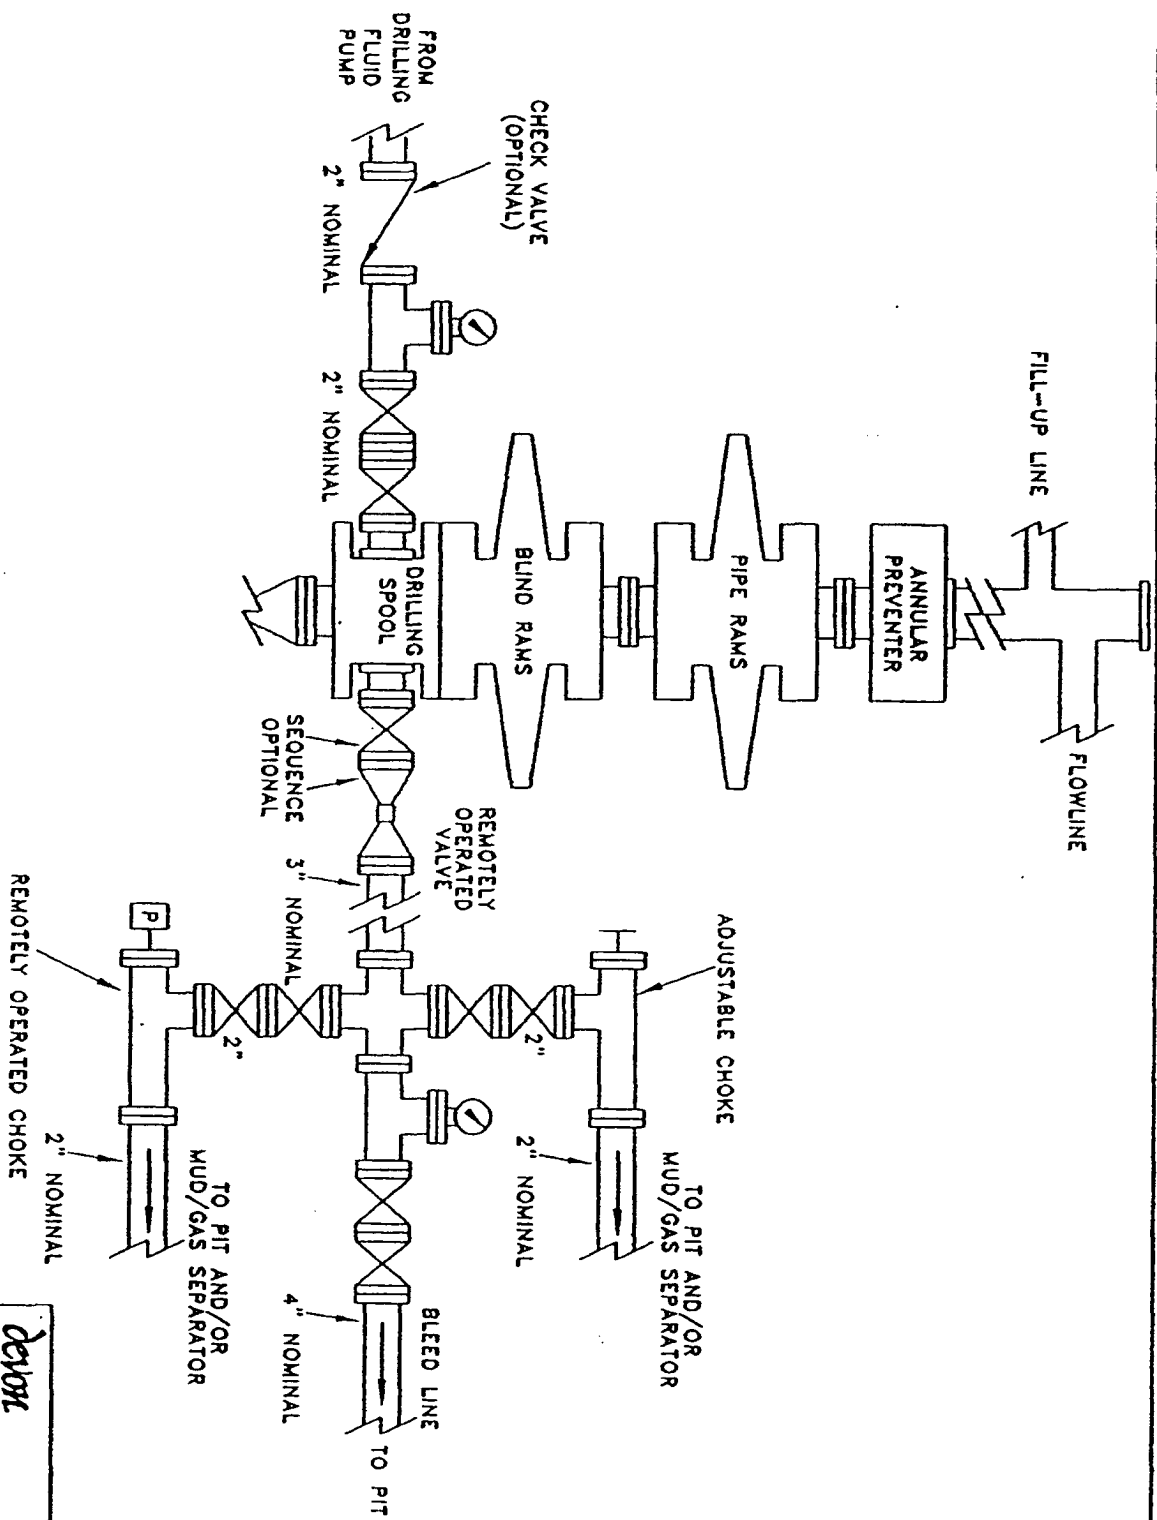 FILL-UP LINE
FLOWLINE
ANNULAR
PREVENTER
PIPE RAMS
BLIND RAMS
DRILLING
SPOOL
CHECK VALVE
(OPTIONAL)
FROM
DRILLING
FLUID
PUMP
2" NOMINAL
2" NOMINAL
SEQUENCE
OPTIONAL
REMOTELY
OPERATED
VALVE
3" NOMINAL
ADJUSTABLE CHOKE
2"
2" NOMINAL
TO PIT AND/OR
MUD/GAS SEPARATOR
BLEED LINE
TO PIT
4" NOMINAL
P
2"
REMOTELY OPERATED CHOKE
2" NOMINAL
TO PIT AND/OR
MUD/GAS SEPARATOR
devon